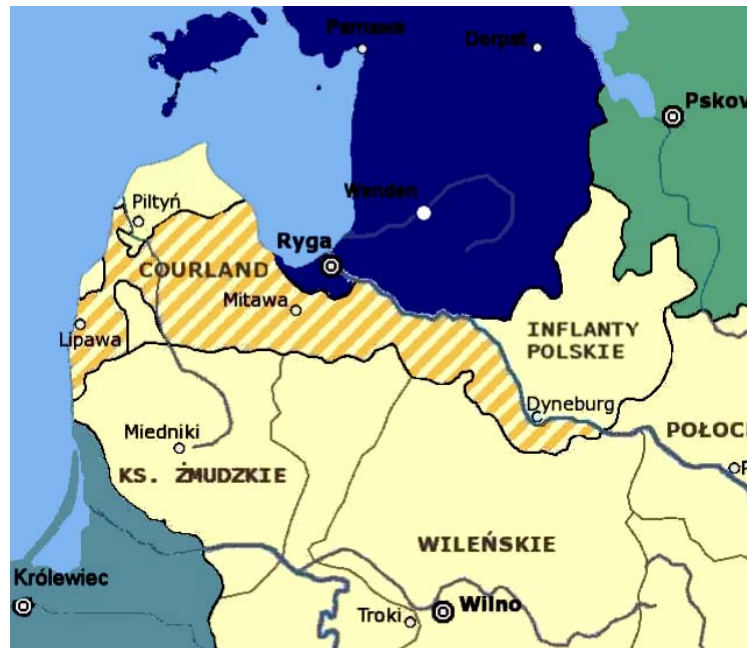 Parnawa
Dorpat
Pskov
Piltyń
Wenden
Ryga
COURLAND
Mitawa
Lipawa
INFLANTY
POLSKIE
Dyneburg
Miedniki
POŁOC
P
KS. ŻMUDZKIE
WILEŃSKIE
Królewiec
Troki
Wilno